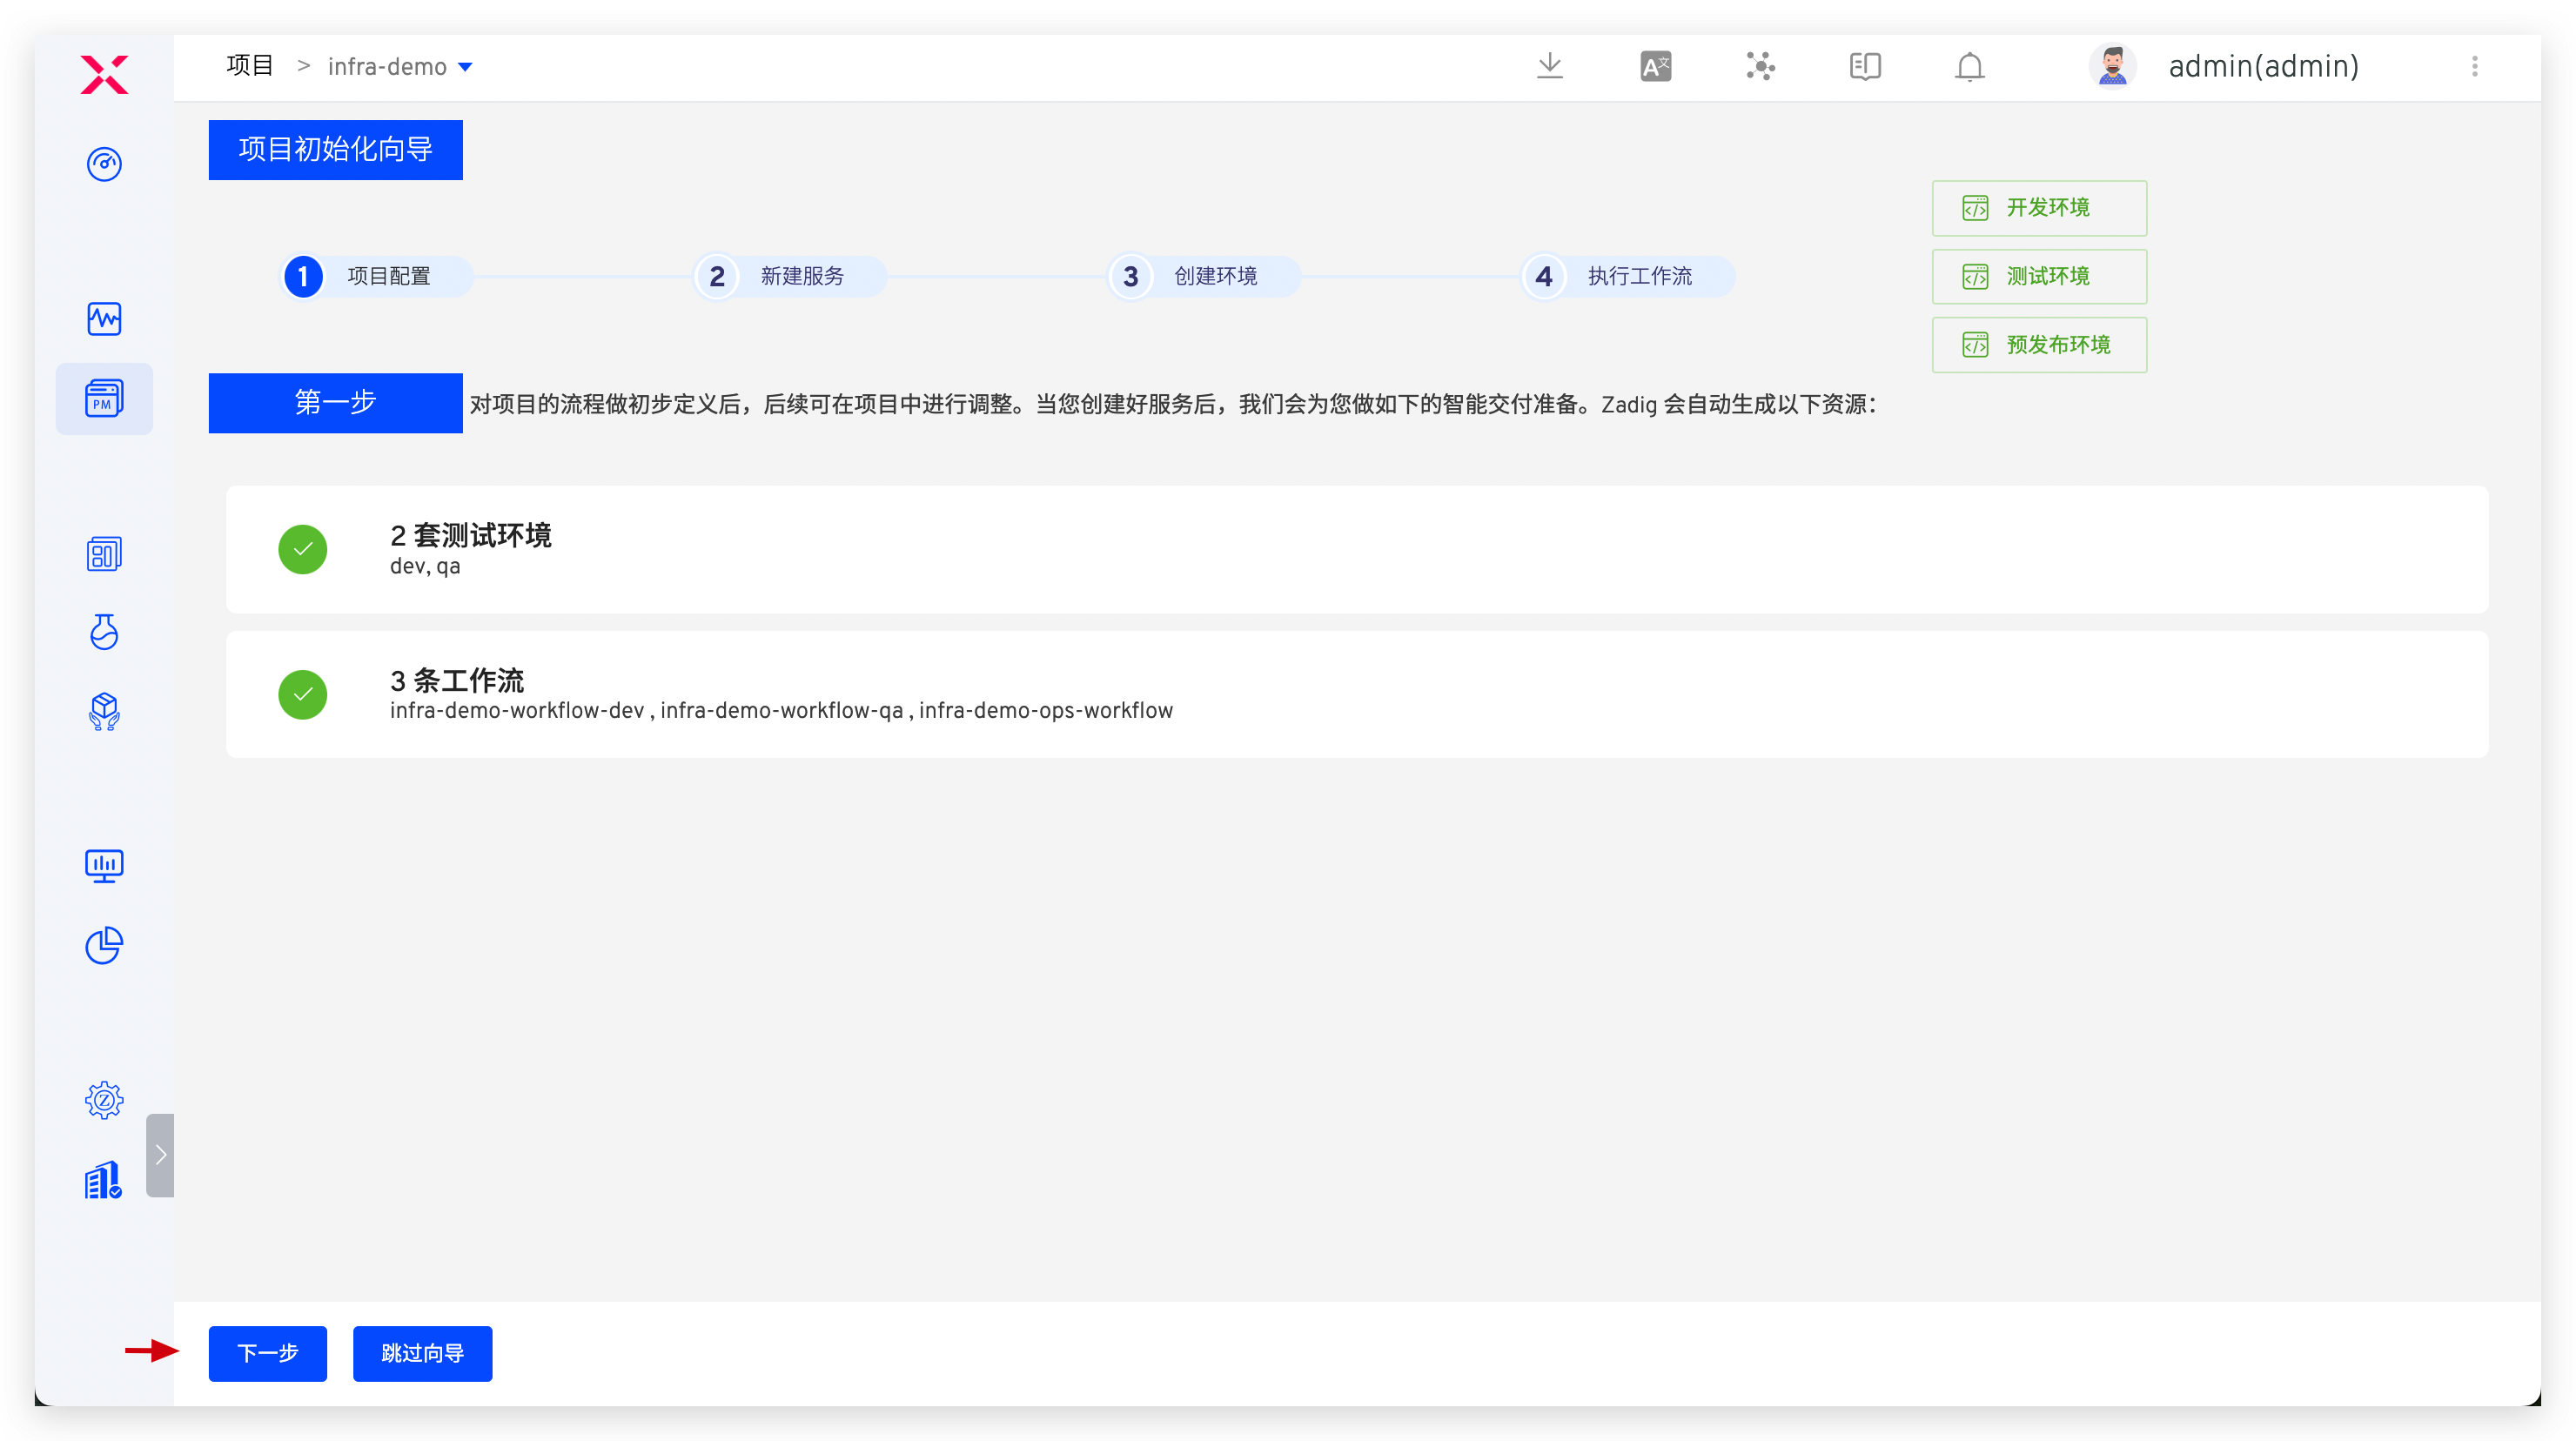 项目 > infra-demo
A文
admin(admin)
项目初始化向导
1 项目配置
2 新建服务
3 创建环境
4 执行工作流
开发环境
测试环境
预发布环境
PM
第一步
对项目的流程做初步定义后，后续可在项目中进行调整。当您创建好服务后，我们会为您做如下的智能交付准备。Zadig 会自动生成以下资源：
2 套测试环境
dev, qa
3 条工作流
infra-demo-workflow-dev , infra-demo-workflow-qa , infra-demo-ops-workflow
Z
下一步
跳过向导